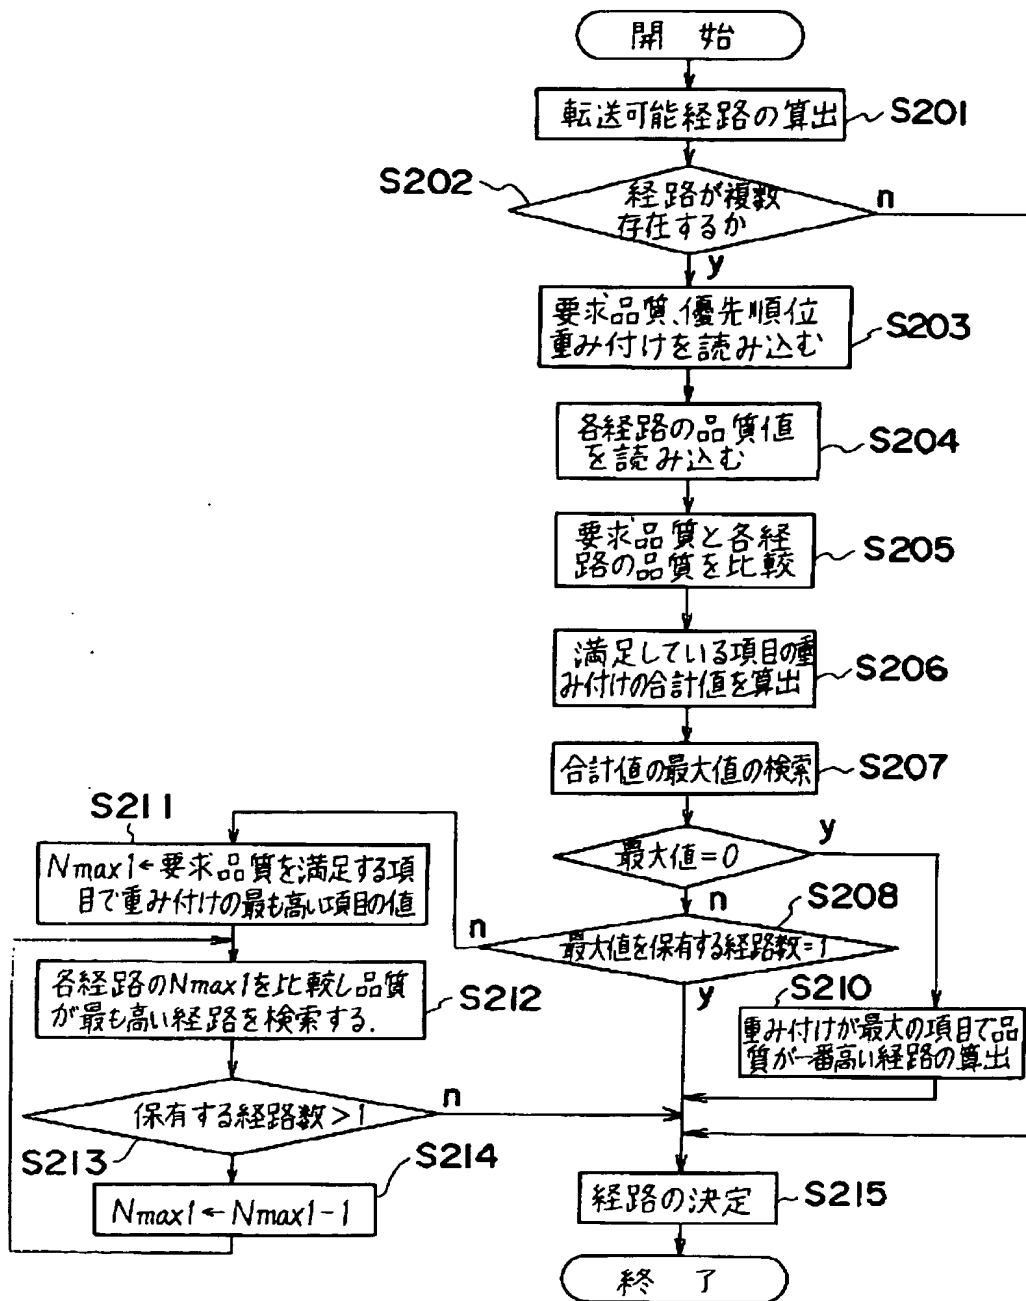 開 始
転送可能経路の算出
S201
S202
経路が複数
存在するか
n
y
要求品質、優先順位
重み付けを読み込む
S203
各経路の品質値
を読み込む
S204
要求品質と各経
路の品質を比較
S205
満足している項目の重
み付けの合計値を算出
S206
合計値の最大値の検索
S207
最大値=0
y
n
S208
最大値を保有する経路数=1
n
y
S210
重み付けが最大の項目で品
質が一番高い経路の算出
S211
Nmax1←要求品質を満足する項
目で重み付けの最も高い項目の値
各経路のNmax1を比較し品質
が最も高い経路を検索する.
S212
保有する経路数>1
n
S213
S214
Nmax1←Nmax1-1
経路の決定
S215
終 了